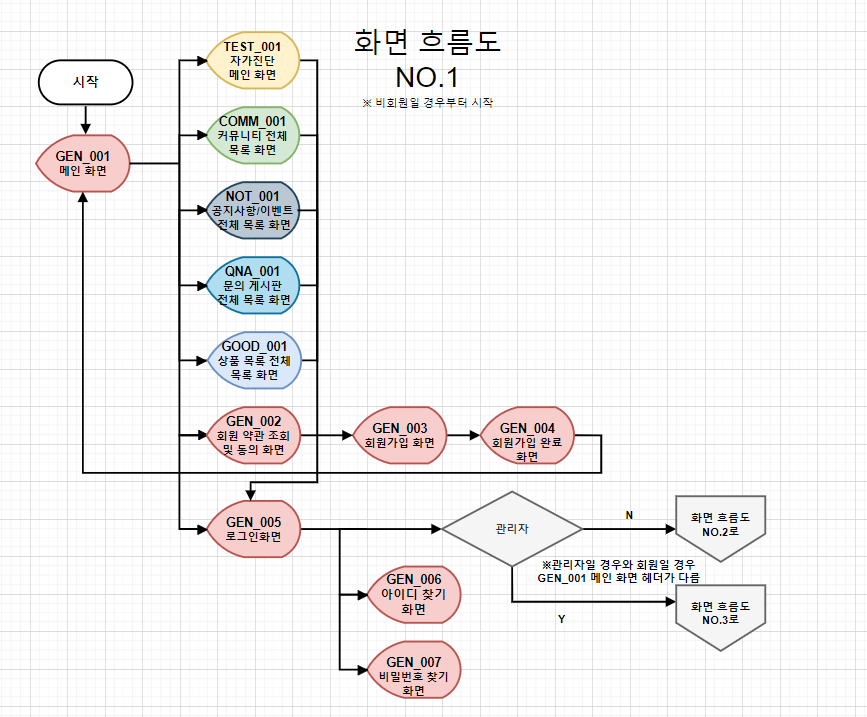 화면 흐름도
NO.1
※ 비회원일 경우부터 시작
시작
GEN_001
메인 화면
TEST_001
자가진단
메인 화면
COMM_001
커뮤니티 전체
목록 화면
NOT_001
공지사항/이벤트
전체 목록 화면
QNA_001
문의 게시판
전체 목록 화면
GOOD_001
상품 목록 전체
목록 화면
GEN_002
회원 약관 조회
및 동의 화면
GEN_003
회원가입 화면
GEN_004
회원가입 완료
화면
GEN_005
로그인화면
관리자
N
화면 흐름도
NO.2로
※관리자일 경우와 회원일 경우
GEN_001 메인 화면 헤더가 다름
Y
화면 흐름도
NO.3로
GEN_006
아이디 찾기
화면
GEN_007
비밀번호 찾기
화면